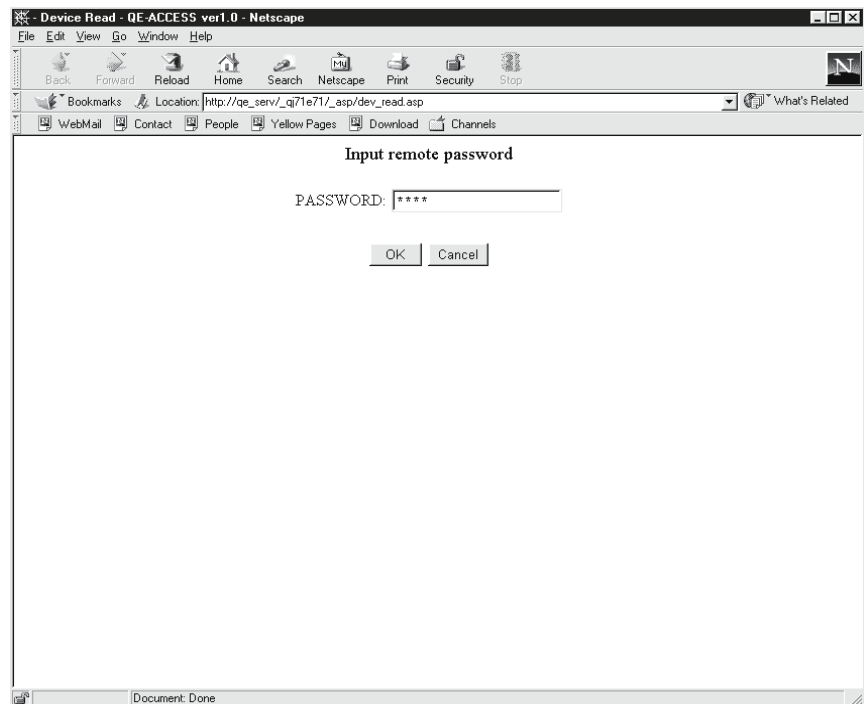 - Device Read - QE-ACCESS ver1.0 - Netscape
File Edit View Go Window Help
Back Forward Reload Home Search Netscape Print Security Stop
My
N
Bookmarks Location: http://qe_serv/_qj71e71/_asp/dev_read.asp What's Related
WebMail Contact People Yellow Pages Download Channels
Input remote password
PASSWORD: ****
OK Cancel
Document: Done